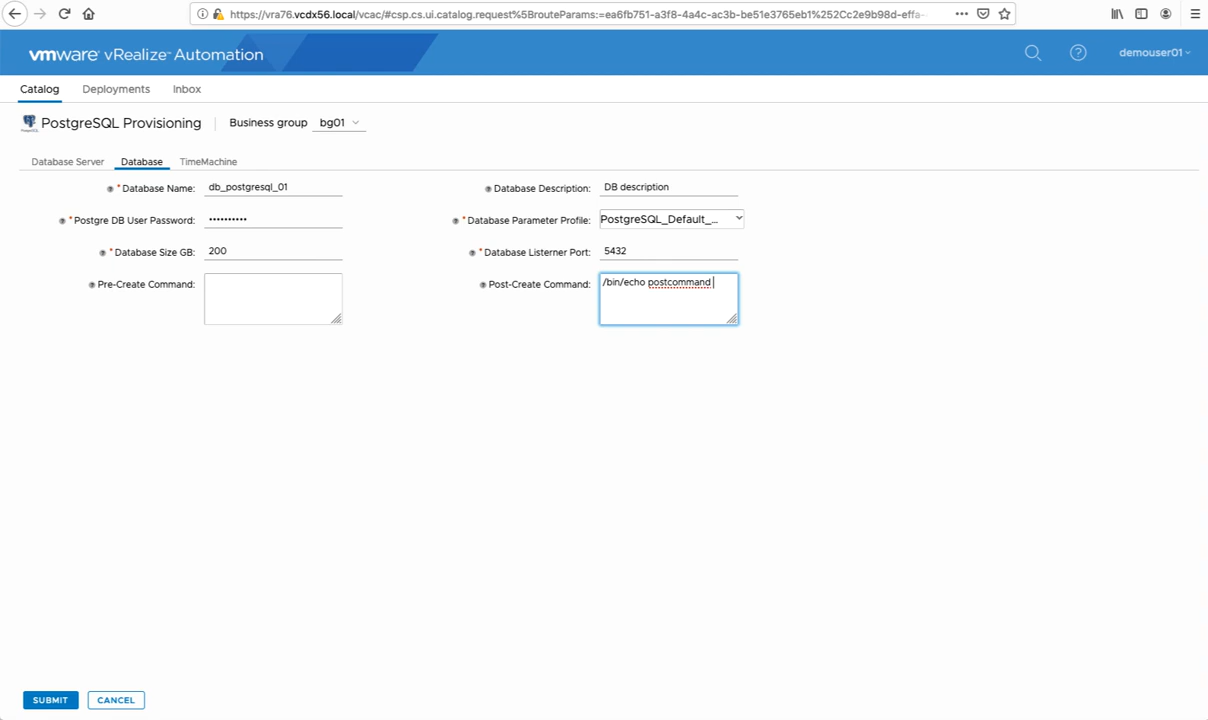 https://vra76.vcdx56.local/vcac/#csp.cs.ui.catalog.request%5BrouteParams:=ea6fb751-a3f8-4a4c-ac3b-be51e3765eb1%252Cc2e9b98d-effa-
vmware vRealize Automation
demouser01
Catalog Deployments Inbox
PostgreSQL Provisioning Business group bg01
Database Server Database TimeMachine
* Database Name: db_postgresql_01 Database Description: DB description
* Postgre DB User Password: •••••••••• * Database Parameter Profile: PostgreSQL_Default_...
* Database Size GB: 200 * Database Listerner Port: 5432
Pre-Create Command: Post-Create Command: /bin/echo postcommand
SUBMIT CANCEL